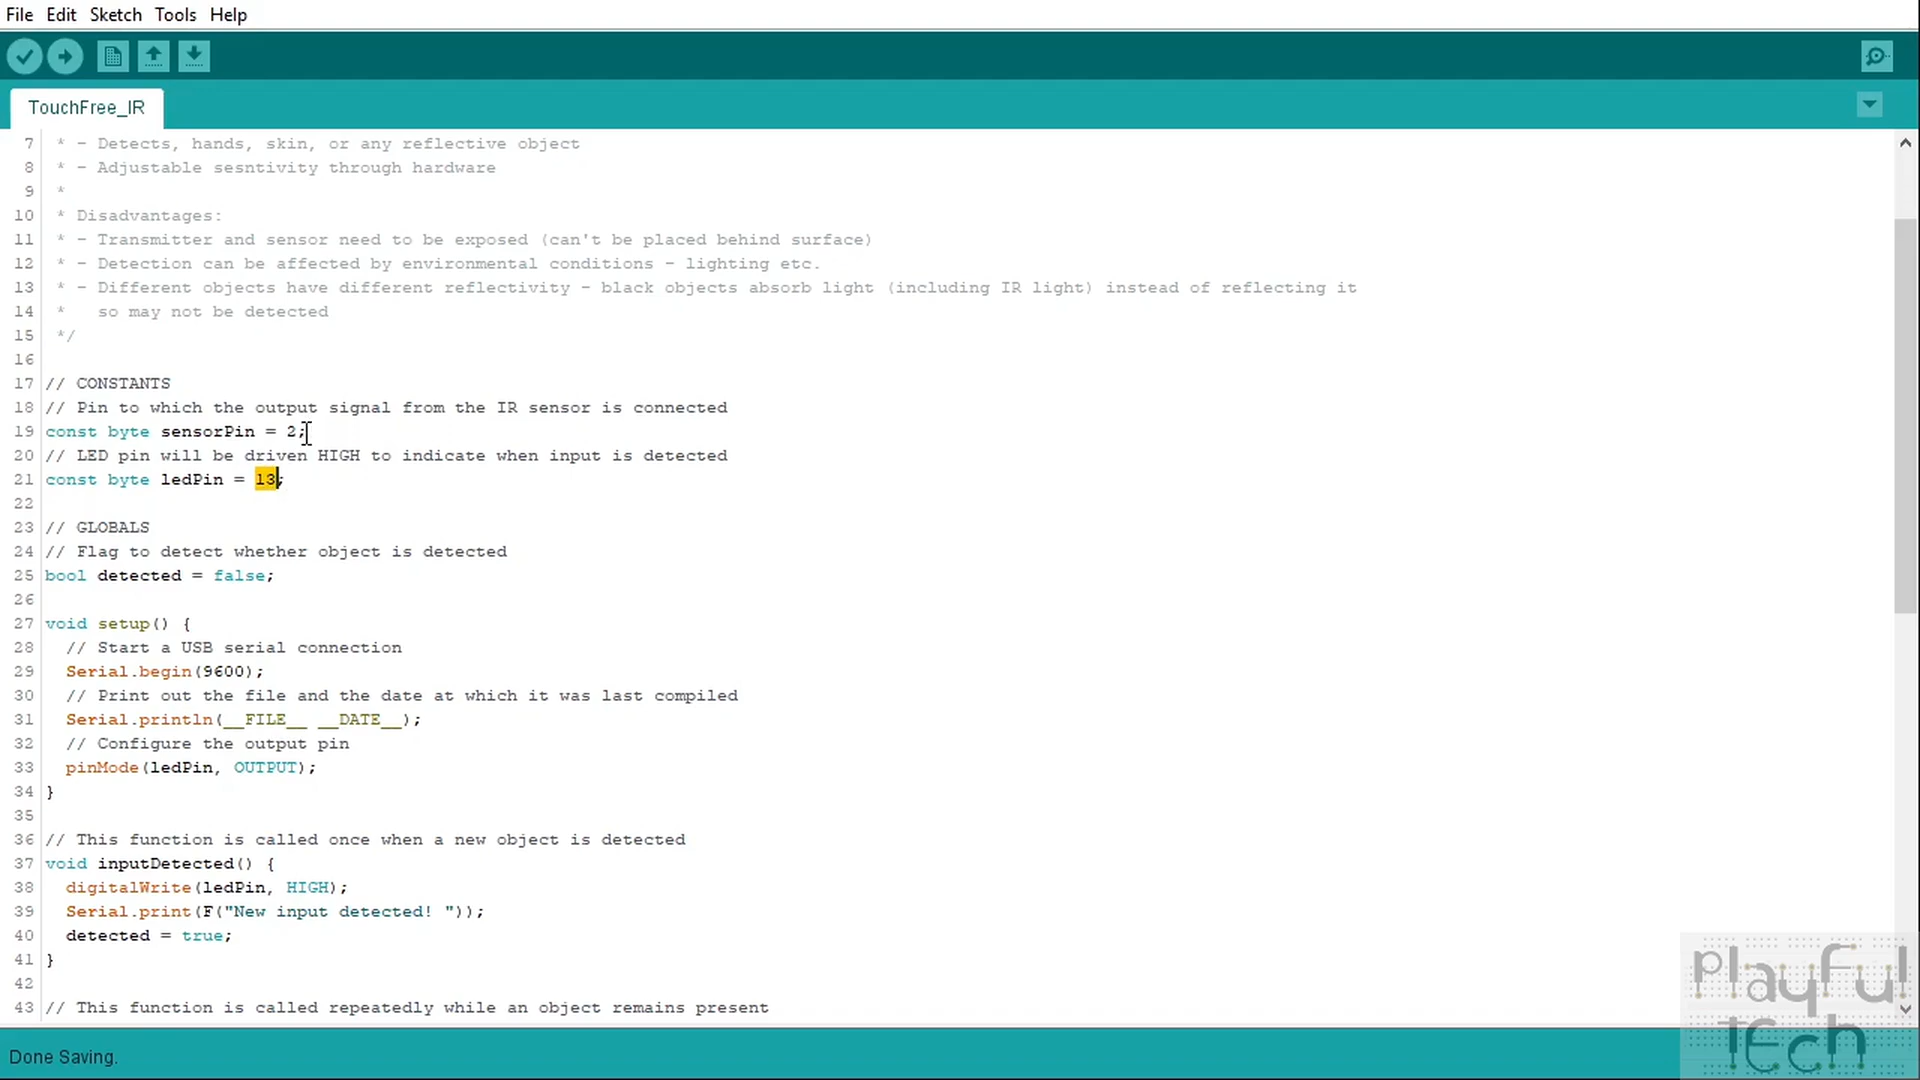 File Edit Sketch Tools Help
TouchFree_IR
7 * - Detects, hands, skin, or any reflective object
8 * - Adjustable sesntivity through hardware
9 *
10 * Disadvantages:
11 * - Transmitter and sensor need to be exposed (can't be placed behind surface)
12 * - Detection can be affected by environmental conditions - lighting etc.
13 * - Different objects have different reflectivity - black objects absorb light (including IR light) instead of reflecting it
14 *   so may not be detected
15 */
16
17 // CONSTANTS
18 // Pin to which the output signal from the IR sensor is connected
19 const byte sensorPin = 2;
20 // LED pin will be driven HIGH to indicate when input is detected
21 const byte ledPin = 13;
22
23 // GLOBALS
24 // Flag to detect whether object is detected
25 bool detected = false;
26
27 void setup() {
28   // Start a USB serial connection
29   Serial.begin(9600);
30   // Print out the file and the date at which it was last compiled
31   Serial.println(__FILE__ __DATE__);
32   // Configure the output pin
33   pinMode(ledPin, OUTPUT);
34 }
35
36 // This function is called once when a new object is detected
37 void inputDetected() {
38   digitalWrite(ledPin, HIGH);
39   Serial.print(F("New input detected! "));
40   detected = true;
41 }
42
43 // This function is called repeatedly while an object remains present
Done Saving.
playful
tEch